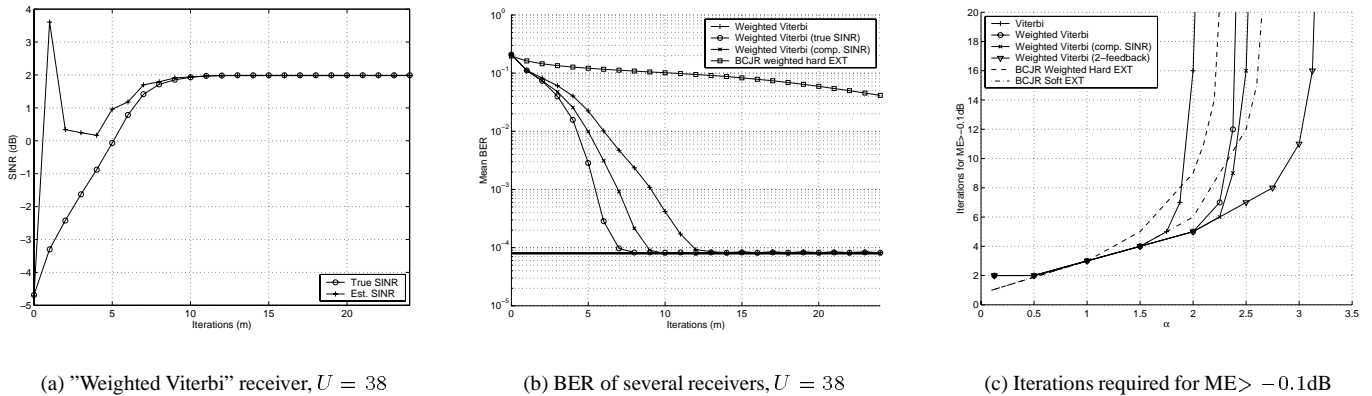 4
3
2
1
0
−1
−2
−3
−4
−5
SINR (dB)
0
5
10
15
20
Iterations (m)
True SINR
Est. SINR
(a) ”Weighted Viterbi” receiver, U = 38
10^0
10^−1
10^−2
10^−3
10^−4
10^−5
Mean BER
0
5
10
15
20
Iterations (m)
Weighted Viterbi
Weighted Viterbi (true SINR)
Weighted Viterbi (comp. SINR)
BCJR weighted hard EXT
(b) BER of several receivers, U = 38
20
18
16
14
12
10
8
6
4
2
0
Iterations for ME>−0.1dB
0
0.5
1
1.5
2
2.5
3
3.5
α
Viterbi
Weighted Viterbi
Weighted Viterbi (comp. SINR)
Weighted Viterbi (2−feedback)
BCJR Weighted Hard EXT
BCJR Soft EXT
(c) Iterations required for ME> −0.1dB